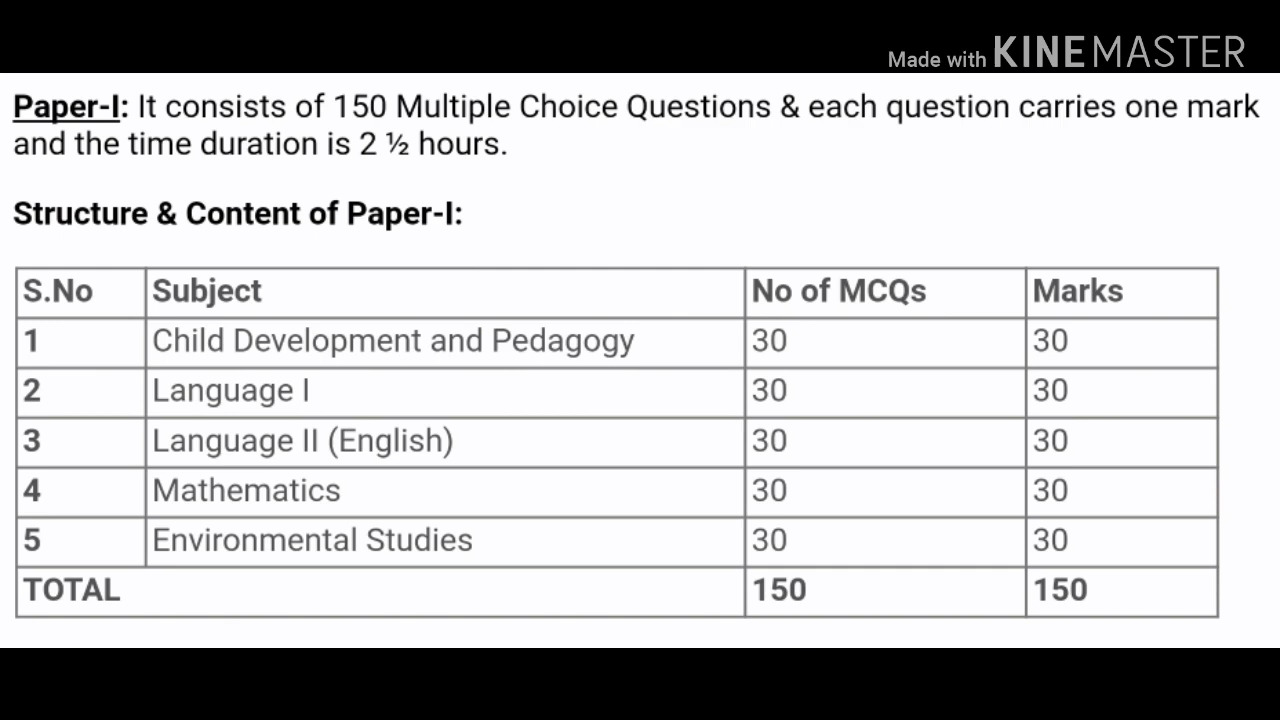 Made with KINEMASTER
Paper-I: It consists of 150 Multiple Choice Questions & each question carries one mark
and the time duration is 2 ½ hours.
Structure & Content of Paper-I:
S.No Subject No of MCQs Marks
1 Child Development and Pedagogy 30 30
2 Language I 30 30
3 Language II (English) 30 30
4 Mathematics 30 30
5 Environmental Studies 30 30
TOTAL 150 150